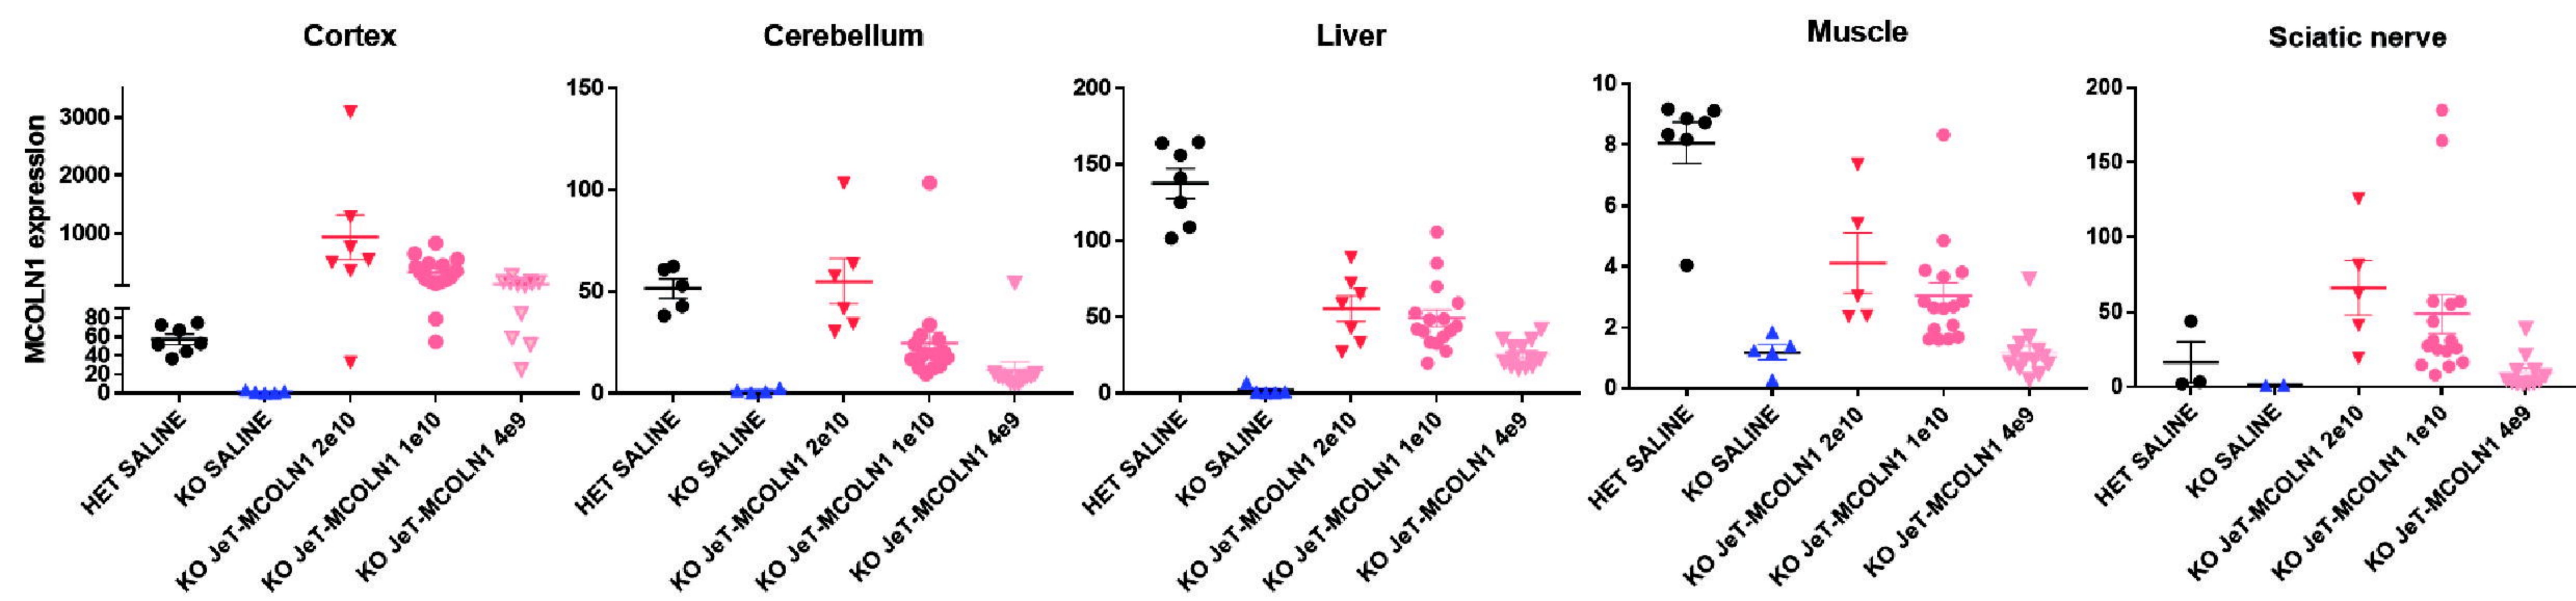 Cortex
MCOLN1 expression
3000
2000
1000
80
60
40
20
0
HET SALINE
KO SALINE
KO JeT-MCOLN1 2e10
KO JeT-MCOLN1 1e10
KO JeT-MCOLN1 4e9
Cerebellum
150
100
50
0
HET SALINE
KO SALINE
KO JeT-MCOLN1 2e10
KO JeT-MCOLN1 1e10
KO JeT-MCOLN1 4e9
Liver
200
150
100
50
0
HET SALINE
KO SALINE
KO JeT-MCOLN1 2e10
KO JeT-MCOLN1 1e10
KO JeT-MCOLN1 4e9
Muscle
10
8
6
4
2
0
HET SALINE
KO SALINE
KO JeT-MCOLN1 2e10
KO JeT-MCOLN1 1e10
KO JeT-MCOLN1 4e9
Sciatic nerve
200
150
100
50
0
HET SALINE
KO SALINE
KO JeT-MCOLN1 2e10
KO JeT-MCOLN1 1e10
KO JeT-MCOLN1 4e9